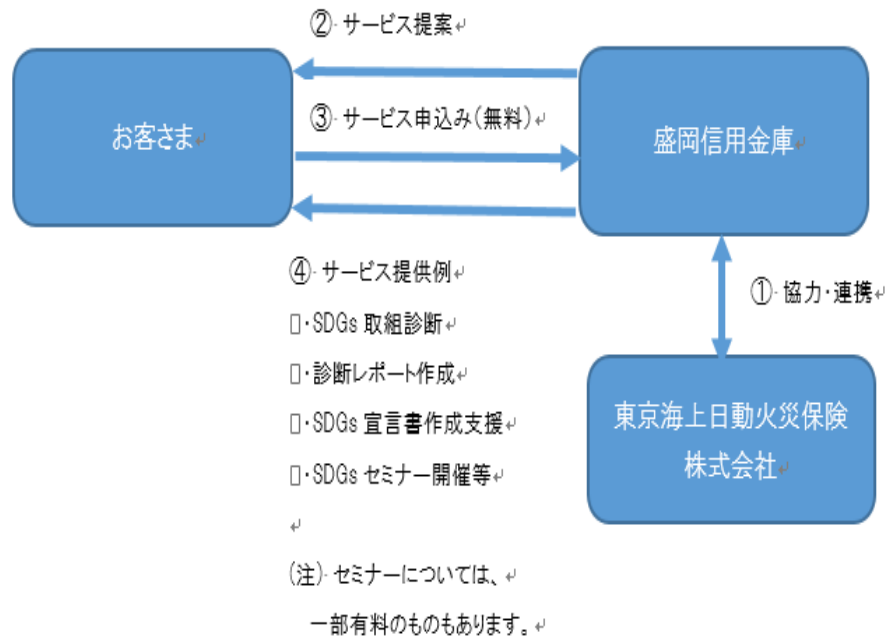 ② サービス提案
お客さま
③ サービス申込み(無料)
盛岡信用金庫
④ サービス提供例
・SDGs 取組診断
・診断レポート作成
・SDGs 宣言書作成支援
・SDGs セミナー開催等
(注) セミナーについては、
一部有料のものもあります。
① 協力・連携
東京海上日動火災保険
株式会社